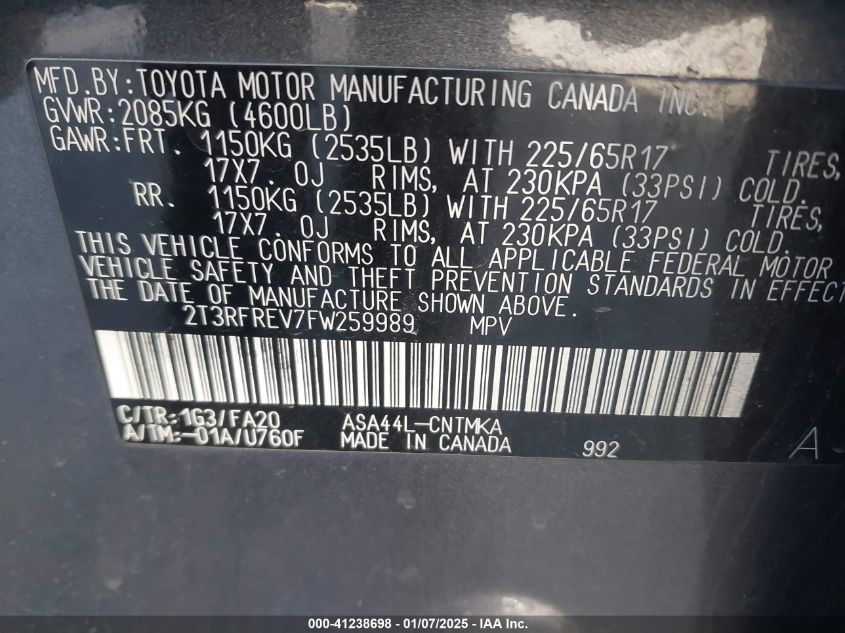 MFD.BY:TOYOTA MOTOR MANUFACTURING CANADA INC.
GVWR:2085KG (4600LB)
GAWR:FRT. 1150KG (2535LB) WITH 225/65R17 TIRES,
17X7.0J RIMS, AT 230KPA (33PSI) COLD.
RR. 1150KG (2535LB) WITH 225/65R17 TIRES,
17X7.0J RIMS, AT 230KPA (33PSI) COLD.
THIS VEHICLE CONFORMS TO ALL APPLICABLE FEDERAL MOTOR
VEHICLE SAFETY AND THEFT PREVENTION STANDARDS IN EFFECT
THE DATE OF MANUFACTURE SHOWN ABOVE.
2T3RFREV7FW259989 MPV
C/TR:1G3/FA20 ASA44L-CNTMKA
A/TM:-01A/U760F MADE IN CANADA 992 A-
000-41238698 - 01/07/2025 - IAA Inc.